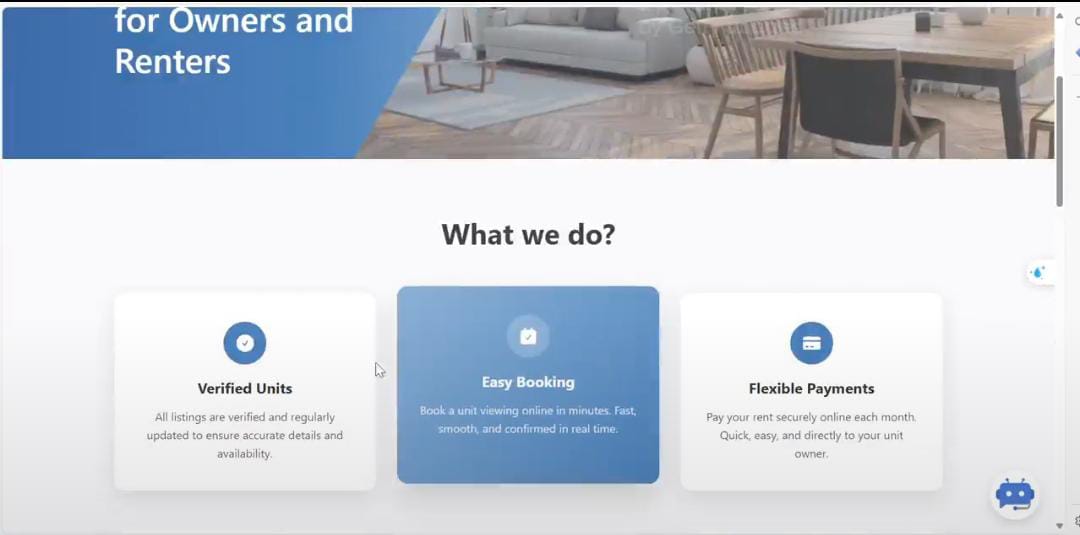 for Owners and
Renters
What we do?
Verified Units
All listings are verified and regularly
updated to ensure accurate details and
availability.
Easy Booking
Book a unit viewing online in minutes. Fast,
smooth, and confirmed in real time.
Flexible Payments
Pay your rent securely online each month.
Quick, easy, and directly to your unit
owner.